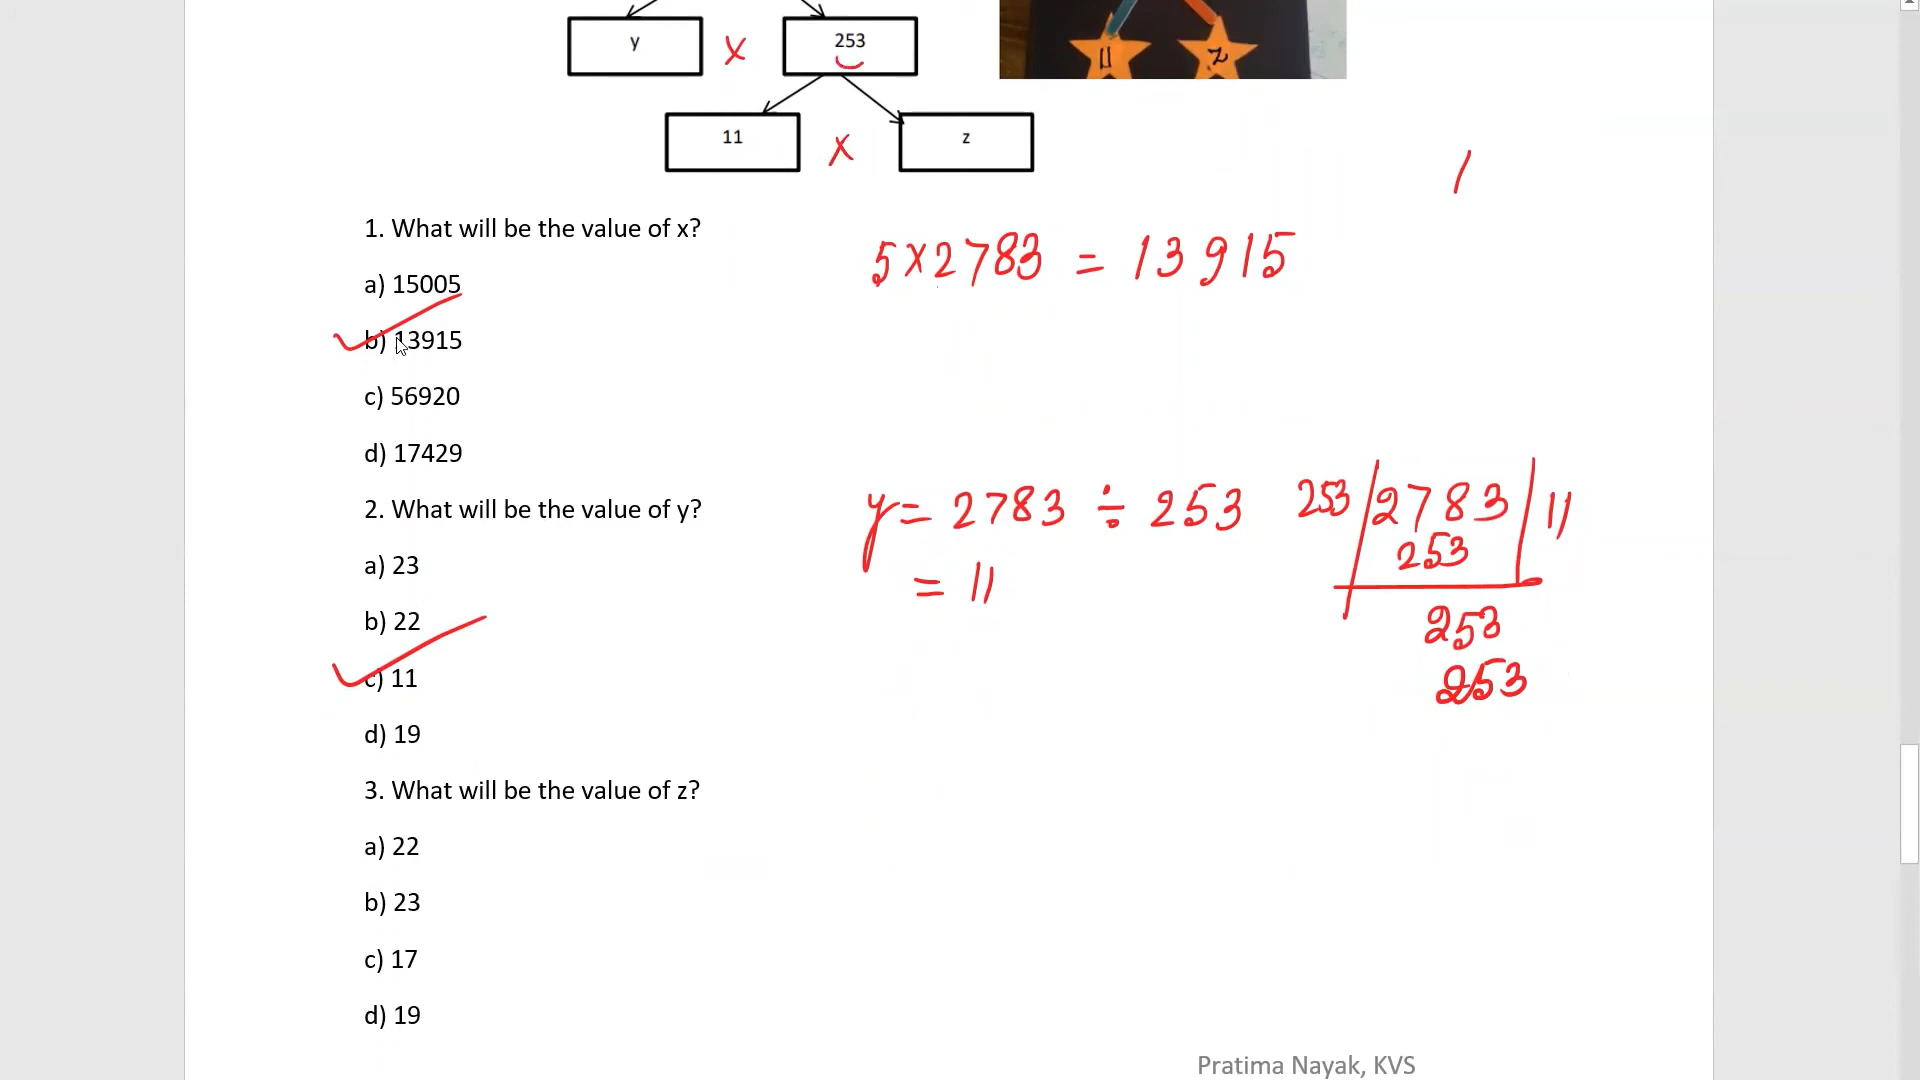 y x 253
11 z
11 x z
1. What will be the value of x?
5 x 2783 = 13915
a) 15005
b) 13915
c) 56920
d) 17429
2. What will be the value of y?
y = 2783 ÷ 253
253 2783 11
253
= 11
253
253
a) 23
b) 22
c) 11
d) 19
3. What will be the value of z?
a) 22
b) 23
c) 17
d) 19
Pratima Nayak, KVS